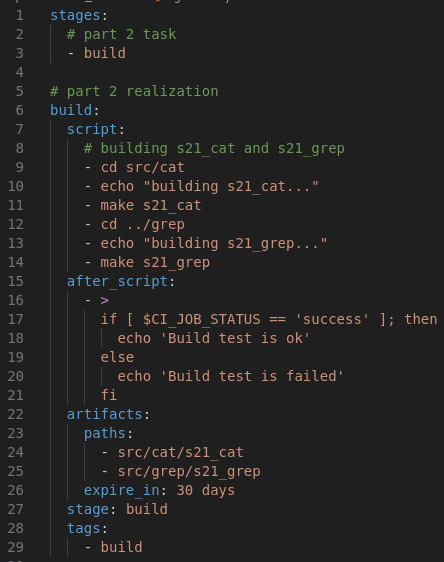 1 stages:
2   # part 2 task
3   - build
4
5 # part 2 realization
6 build:
7   script:
8     # building s21_cat and s21_grep
9     - cd src/cat
10     - echo "building s21_cat..."
11     - make s21_cat
12     - cd ../grep
13     - echo "building s21_grep..."
14     - make s21_grep
15   after_script:
16     - >
17       if [ $CI_JOB_STATUS == 'success' ]; then
18         echo 'Build test is ok'
19       else
20         echo 'Build test is failed'
21       fi
22   artifacts:
23     paths:
24       - src/cat/s21_cat
25       - src/grep/s21_grep
26     expire_in: 30 days
27   stage: build
28   tags:
29     - build